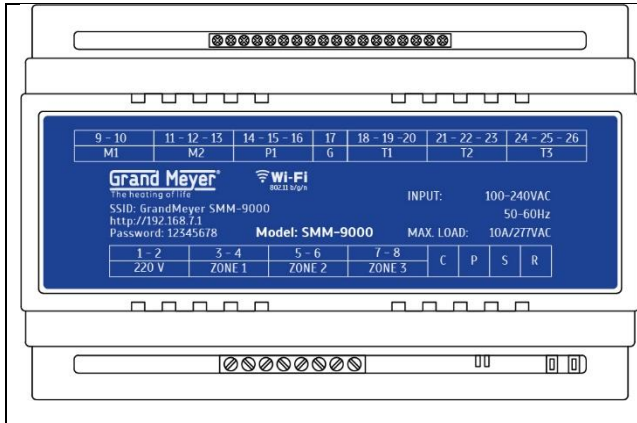 9 - 10 11 - 12 - 13 14 - 15 - 16 17 18 - 19 -20 21 - 22 - 23 24 - 25 - 26
M1 M2 P1 G T1 T2 T3
Grand Meyer®
The heating of life
Wi-Fi
802.11 b/g/n
SSID: GrandMeyer SMM-9000
http://192.168.7.1
Password: 12345678
Model: SMM-9000
INPUT: 100-240VAC
50-60Hz
MAX. LOAD: 10A/277VAC
1 - 2 3 - 4 5 - 6 7 - 8 C P S R
220 V ZONE 1 ZONE 2 ZONE 3